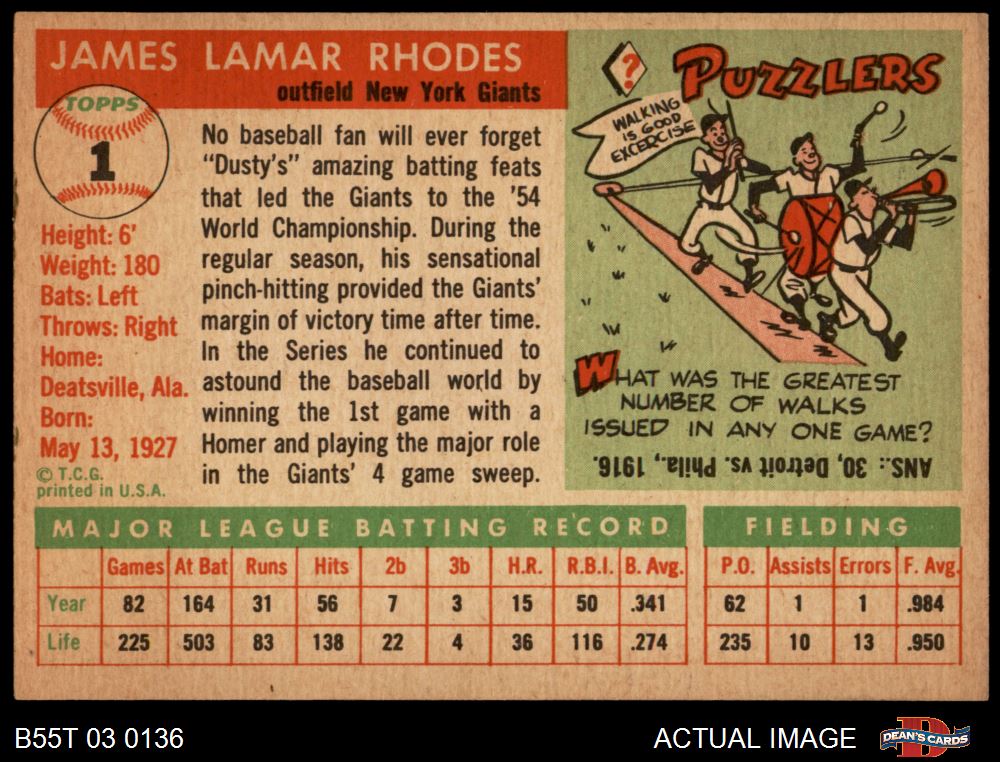 JAMES LAMAR RHODES
outfield New York Giants
TOPPS
1
Height: 6'
Weight: 180
Bats: Left
Throws: Right
Home:
Deatsville, Ala.
Born:
May 13, 1927
© T.C.G.
printed in U.S.A.
No baseball fan will ever forget
"Dusty's" amazing batting feats
that led the Giants to the '54
World Championship. During the
regular season, his sensational
pinch-hitting provided the Giants'
margin of victory time after time.
In the Series he continued to
astound the baseball world by
winning the 1st game with a
Homer and playing the major role
in the Giants' 4 game sweep.
?
PUZZLERS
WALKING
IS GOOD
EXCERCISE
WHAT WAS THE GREATEST
NUMBER OF WALKS
ISSUED IN ANY ONE GAME?
ANS.: 30, Detroit vs. Phila., 1916.
MAJOR LEAGUE BATTING RECORD
Games At Bat Runs Hits 2b 3b H.R. R.B.I. B. Avg.
Year 82 164 31 56 7 3 15 50 .341
Life 225 503 83 138 22 4 36 116 .274
FIELDING
P.O. Assists Errors F. Avg.
62 1 1 .984
235 10 13 .950
B55T 03 0136
ACTUAL IMAGE
D
DEAN'S CARDS